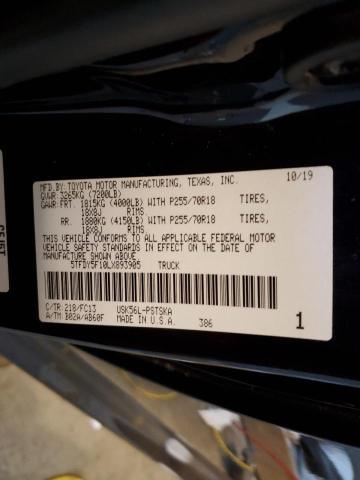 MFD.BY:TOYOTA MOTOR MANUFACTURING, TEXAS, INC. 10/19
GVWR:3265KG (7200LB)
GAWR:FRT. 1815KG (4000LB) WITH P255/70R18 TIRES,
18X8J RIMS
RR. 1880KG (4150LB) WITH P255/70R18 TIRES,
18X8J RIMS
THIS VEHICLE CONFORMS TO ALL APPLICABLE FEDERAL MOTOR
VEHICLE SAFETY STANDARDS IN EFFECT ON THE DATE OF
MANUFACTURE SHOWN ABOVE.
5TFDY5F10LX893905 TRUCK
C/TR: 218/FC13 USK56L-PSTSKA
A/TM: B02A/AB60F MADE IN U.S.A. 386 1